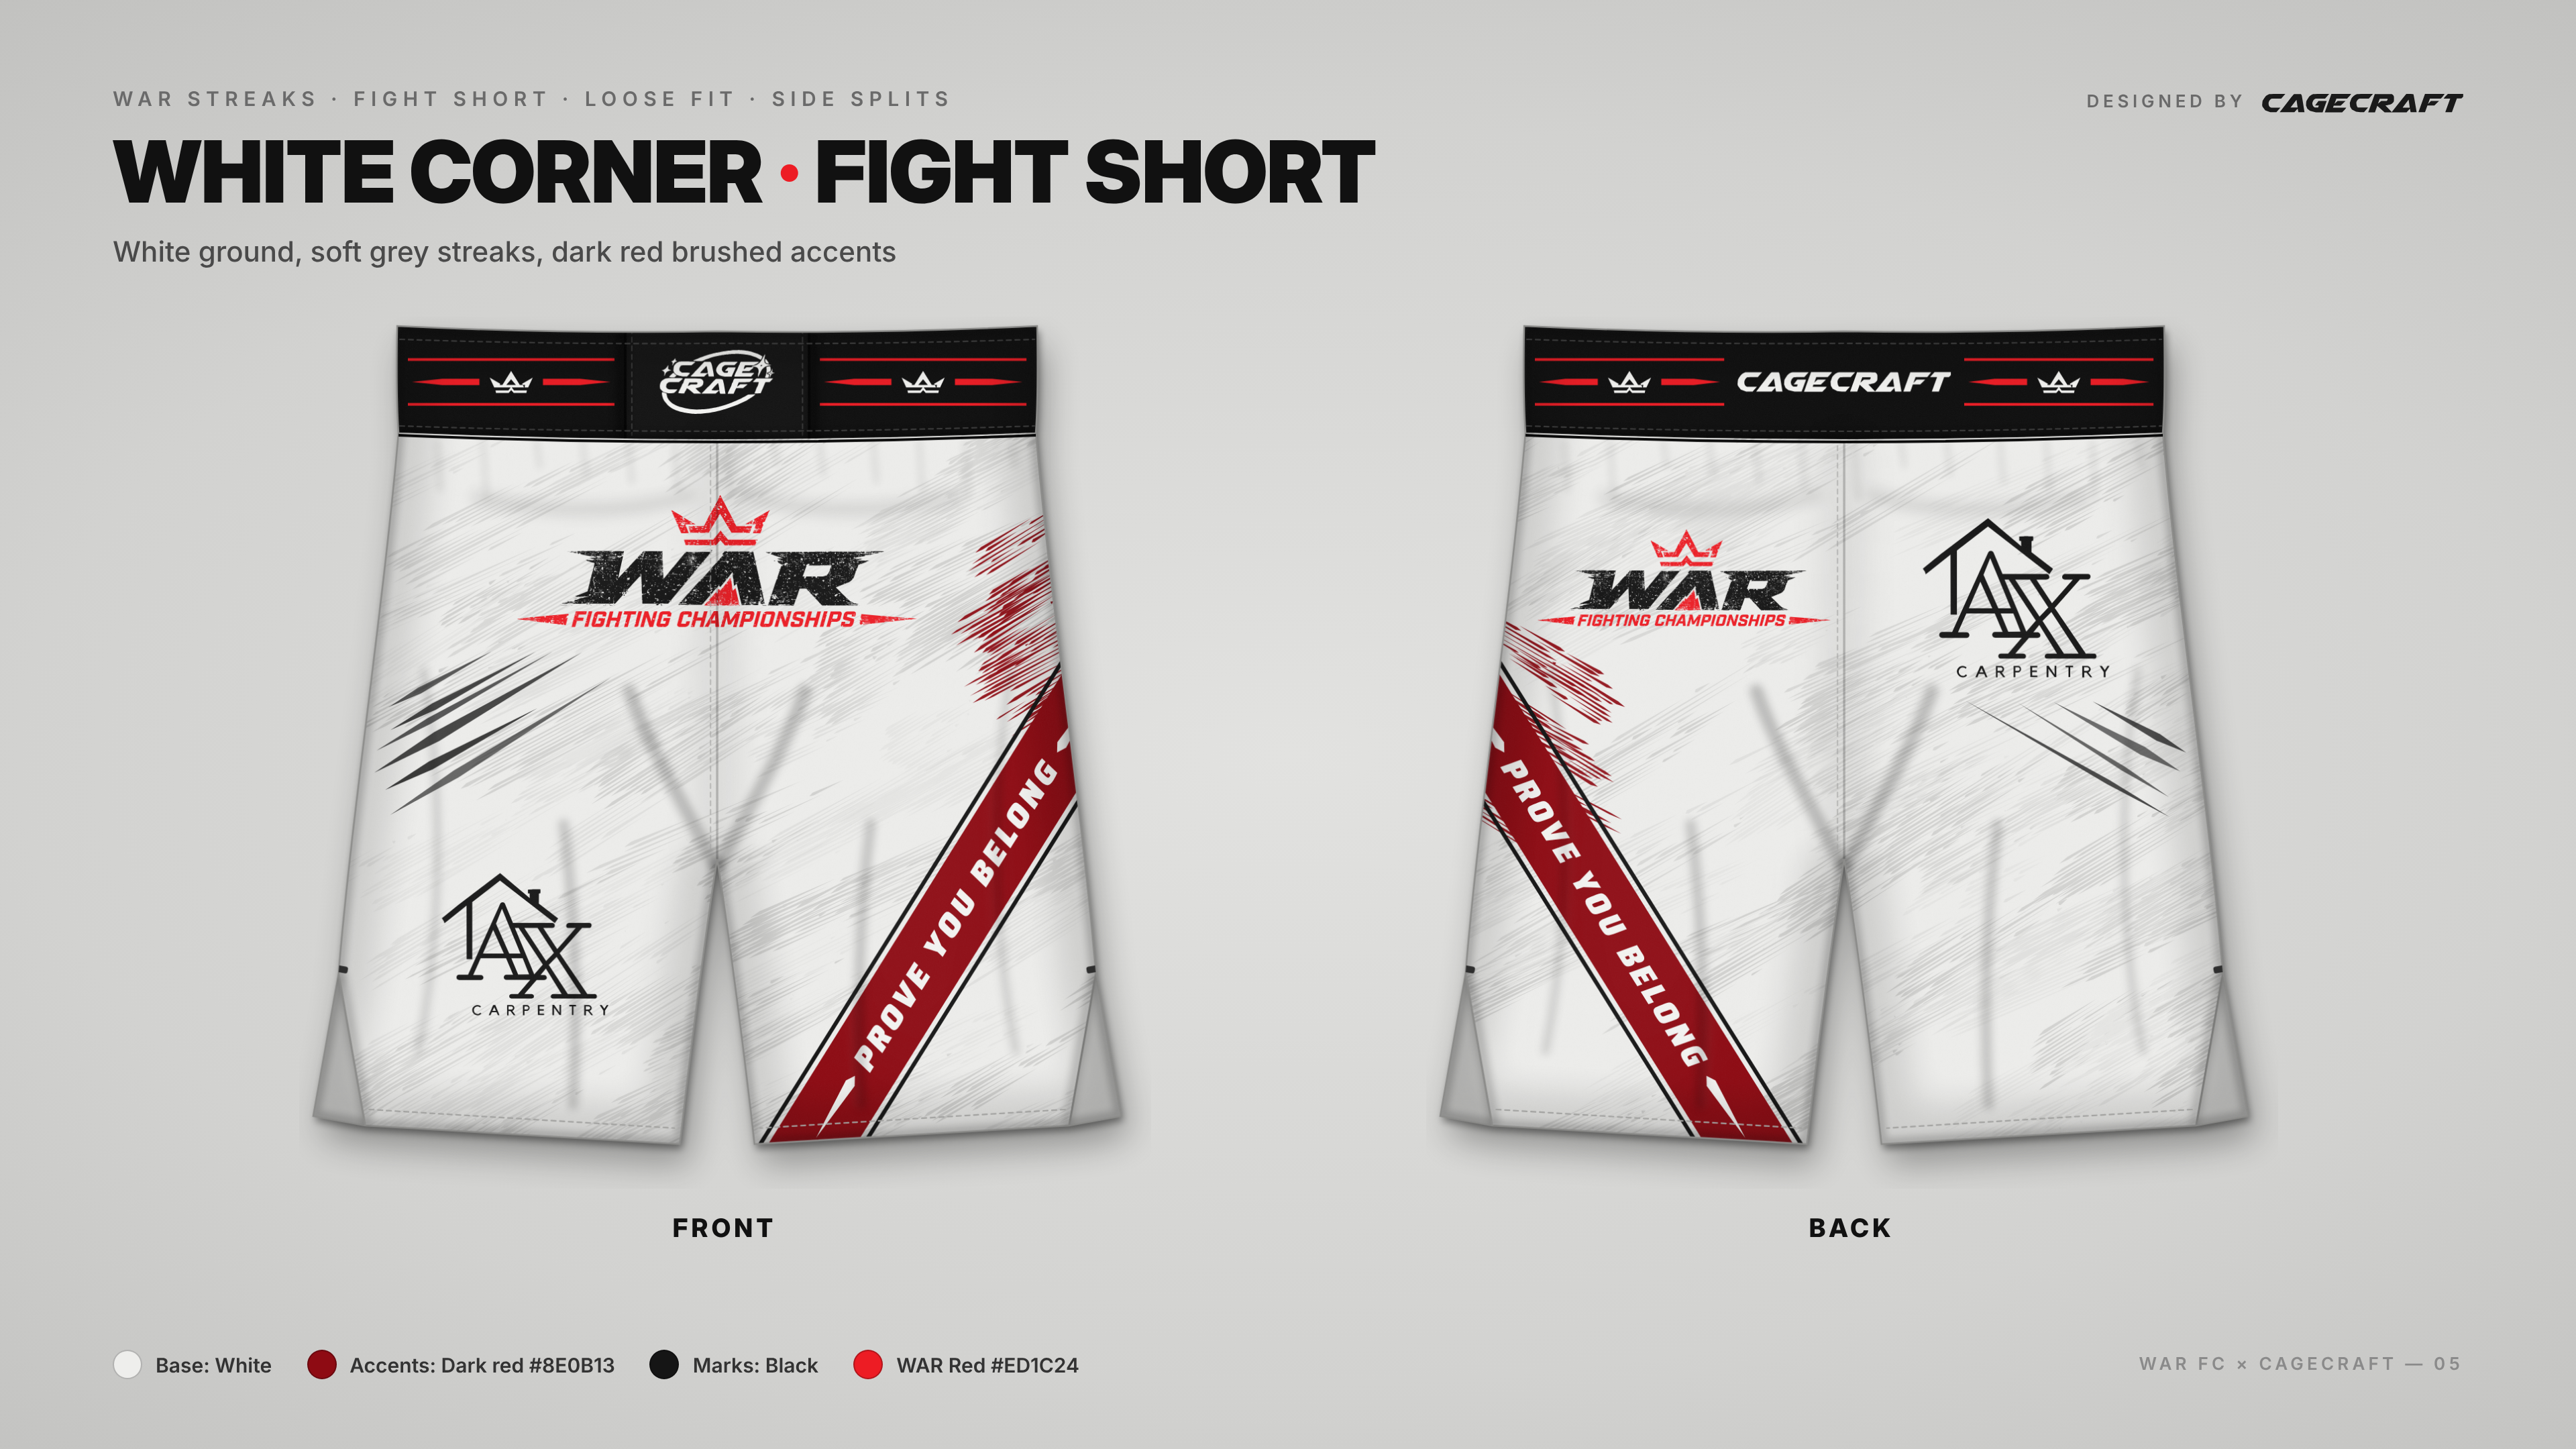 WAR STREAKS · FIGHT SHORT · LOOSE FIT · SIDE SPLITS
DESIGNED BY CAGECRAFT
WHITE CORNER • FIGHT SHORT
White ground, soft grey streaks, dark red brushed accents
CAGE
CRAFT
WAR
FIGHTING CHAMPIONSHIPS
PROVE YOU BELONG
AX
CARPENTRY
FRONT
CAGECRAFT
WAR
FIGHTING CHAMPIONSHIPS
AX
CARPENTRY
PROVE YOU BELONG
BACK
Base: White
Accents: Dark red #8E0B13
Marks: Black
WAR Red #ED1C24
WAR FC × CAGECRAFT — 05